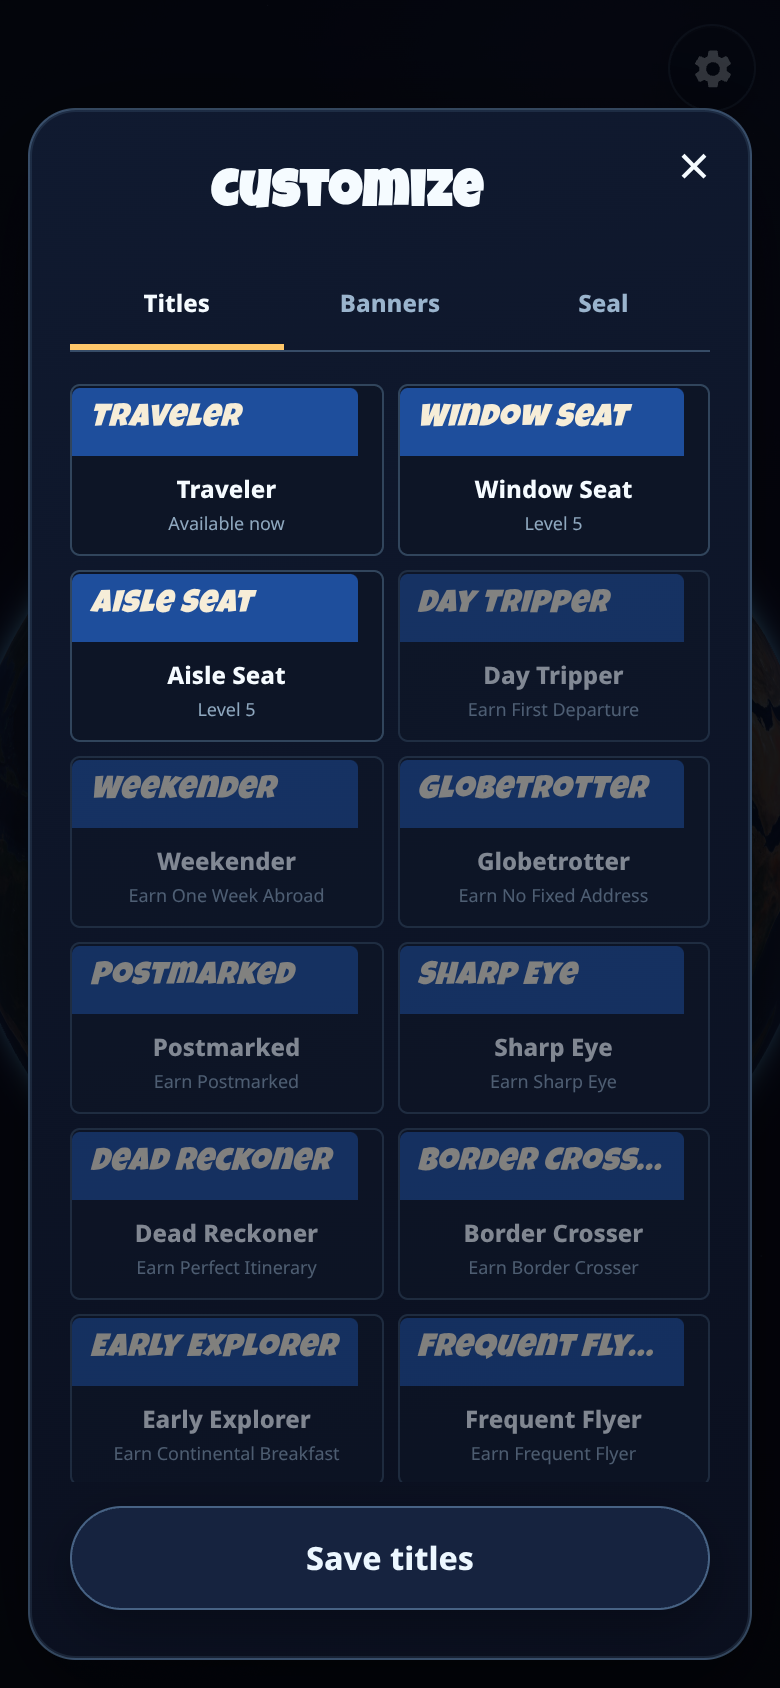 CUSTOMIZE
Titles Banners Seal
TRAVELER WINDOW SEAT
Traveler Window Seat
Available now Level 5
AISLE SEAT DAY TRIPPER
Aisle Seat Day Tripper
Level 5 Earn First Departure
WEEKENDER GLOBETROTTER
Weekender Globetrotter
Earn One Week Abroad Earn No Fixed Address
POSTMARKED SHARP EYE
Postmarked Sharp Eye
Earn Postmarked Earn Sharp Eye
DEAD RECKONER BORDER CROSS...
Dead Reckoner Border Crosser
Earn Perfect Itinerary Earn Border Crosser
EARLY EXPLORER FREQUENT FLY...
Early Explorer Frequent Flyer
Earn Continental Breakfast Earn Frequent Flyer
Save titles